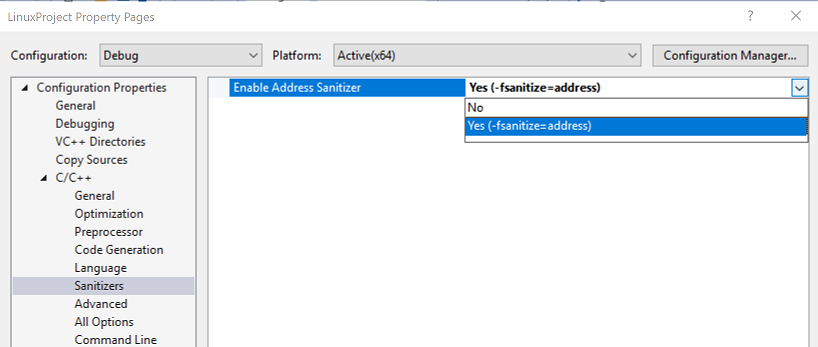 LinuxProject Property Pages
? ×
Configuration: Debug Platform: Active(x64) Configuration Manager...
Configuration Properties
General
Debugging
VC++ Directories
Copy Sources
C/C++
General
Optimization
Preprocessor
Code Generation
Language
Sanitizers
Advanced
All Options
Command Line
Enable Address Sanitizer Yes (-fsanitize=address)
No
Yes (-fsanitize=address)